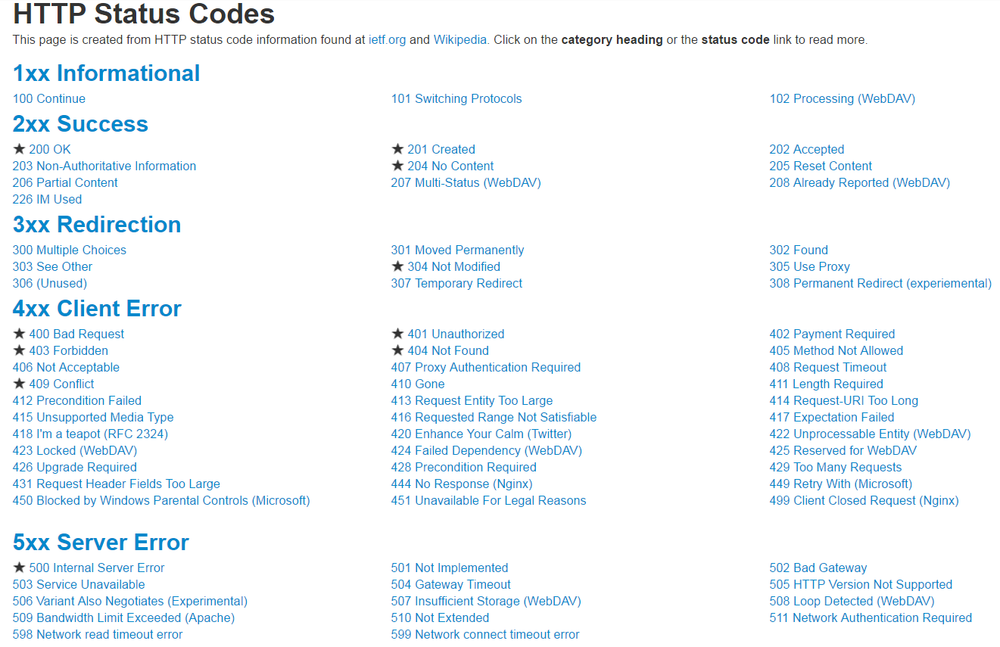 HTTP Status Codes
This page is created from HTTP status code information found at ietf.org and Wikipedia. Click on the category heading or the status code link to read more.
1xx Informational
100 Continue 101 Switching Protocols 102 Processing (WebDAV)
2xx Success
★ 200 OK ★ 201 Created 202 Accepted
203 Non-Authoritative Information ★ 204 No Content 205 Reset Content
206 Partial Content 207 Multi-Status (WebDAV) 208 Already Reported (WebDAV)
226 IM Used
3xx Redirection
300 Multiple Choices 301 Moved Permanently 302 Found
303 See Other ★ 304 Not Modified 305 Use Proxy
306 (Unused) 307 Temporary Redirect 308 Permanent Redirect (experiemental)
4xx Client Error
★ 400 Bad Request ★ 401 Unauthorized 402 Payment Required
★ 403 Forbidden ★ 404 Not Found 405 Method Not Allowed
406 Not Acceptable 407 Proxy Authentication Required 408 Request Timeout
★ 409 Conflict 410 Gone 411 Length Required
412 Precondition Failed 413 Request Entity Too Large 414 Request-URI Too Long
415 Unsupported Media Type 416 Requested Range Not Satisfiable 417 Expectation Failed
418 I'm a teapot (RFC 2324) 420 Enhance Your Calm (Twitter) 422 Unprocessable Entity (WebDAV)
423 Locked (WebDAV) 424 Failed Dependency (WebDAV) 425 Reserved for WebDAV
426 Upgrade Required 428 Precondition Required 429 Too Many Requests
431 Request Header Fields Too Large 444 No Response (Nginx) 449 Retry With (Microsoft)
450 Blocked by Windows Parental Controls (Microsoft) 451 Unavailable For Legal Reasons 499 Client Closed Request (Nginx)
5xx Server Error
★ 500 Internal Server Error 501 Not Implemented 502 Bad Gateway
503 Service Unavailable 504 Gateway Timeout 505 HTTP Version Not Supported
506 Variant Also Negotiates (Experimental) 507 Insufficient Storage (WebDAV) 508 Loop Detected (WebDAV)
509 Bandwidth Limit Exceeded (Apache) 510 Not Extended 511 Network Authentication Required
598 Network read timeout error 599 Network connect timeout error